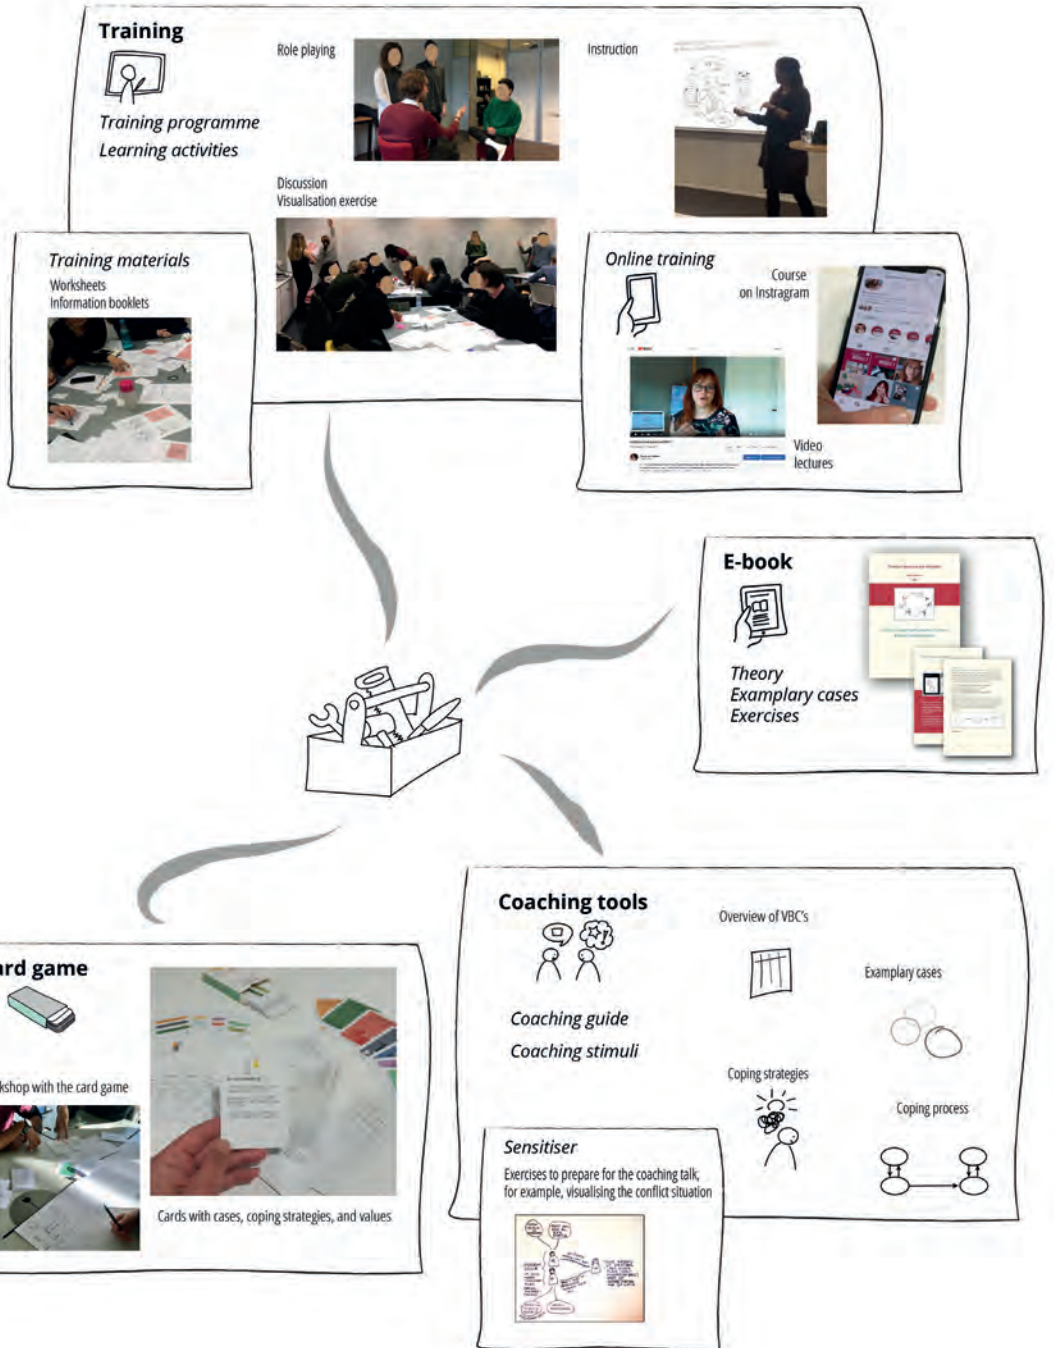 Training
Training programme
Learning activities
Role playing
Instruction
Discussion
Visualisation exercise
Training materials
Worksheets
Information booklets
Online training
Course
on Instragram
Video
lectures
E-book
Theory
Examplary cases
Exercises
Coaching tools
Coaching guide
Coaching stimuli
Overview of VBC's
Examplary cases
Coping strategies
Coping process
Sensitiser
Exercises to prepare for the coaching talk,
for example, visualising the conflict situation
ard game
kshop with the card game
Cards with cases, coping strategies, and values